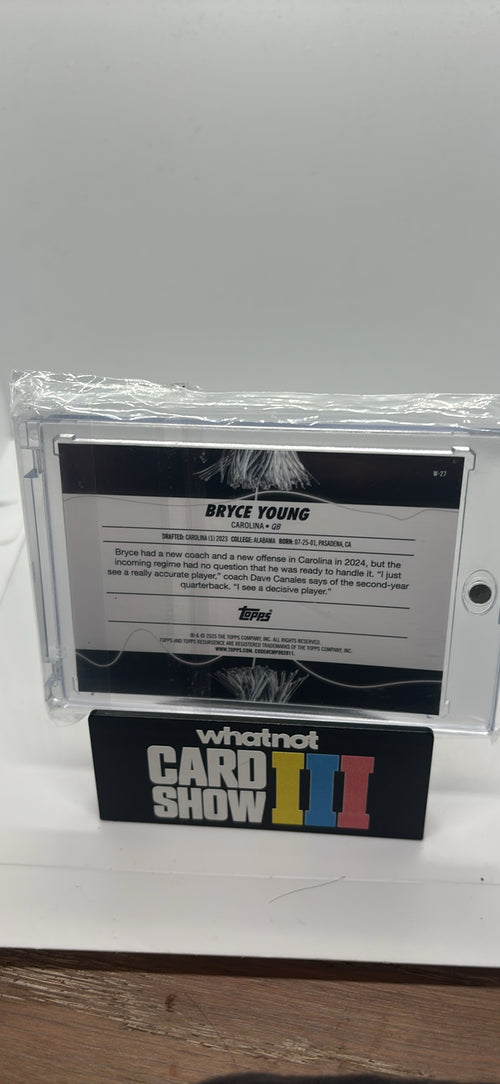 W-27
BRYCE YOUNG
CAROLINA • QB
DRAFTED: CAROLINA (1) 2023 COLLEGE: ALABAMA BORN: 07-25-01, PASADENA, CA
Bryce had a new coach and a new offense in Carolina in 2024, but the
incoming regime had no question that he was ready to handle it. "I just
see a really accurate player," coach Dave Canales says of the second-year
quarterback. "I see a decisive player."
Topps
® & © 2025 THE TOPPS COMPANY, INC. ALL RIGHTS RESERVED.
TOPPS AND TOPPS RESURGENCE ARE REGISTERED TRADEMARKS OF THE TOPPS COMPANY, INC.
WWW.TOPPS.COM.
whatnot
CARD
SHOW III